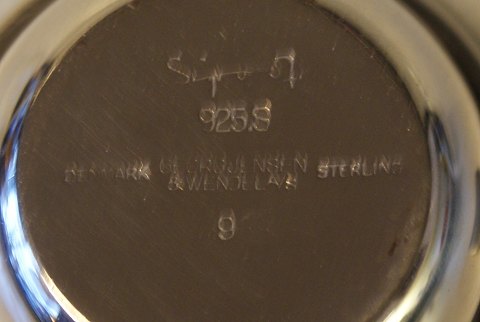 925.S
DENMARK GEORG JENSEN & WENDEL A/S STERLING
9